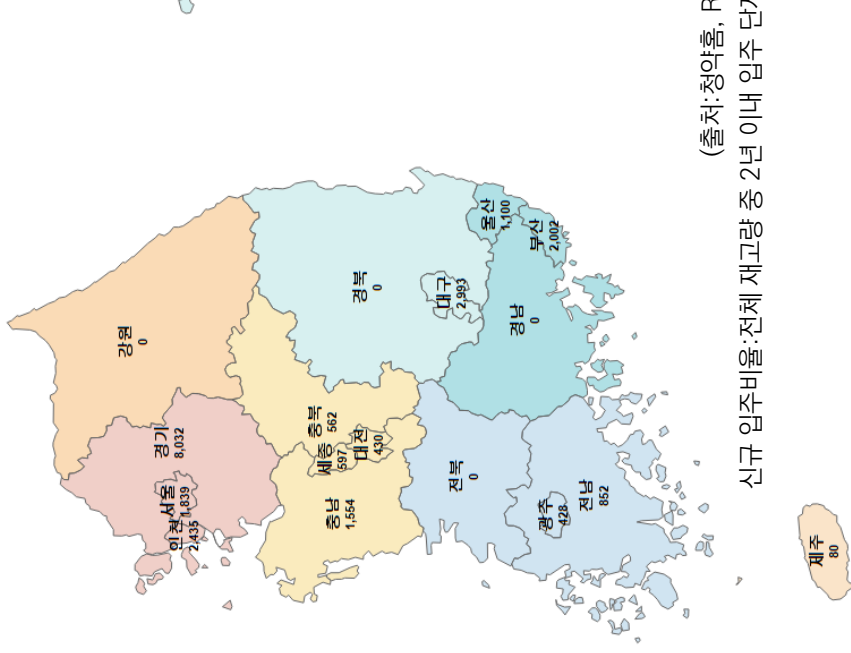 (출처:청약홈, R
신규 입주비율:전체 재고량 중 2년 이내 입주 단
강원
0
경기
8,032
서울
1,839
인천
2,435
경북
0
대구
2,993
울산
1,100
부산
2,002
경남
0
충북
562
세종
597
대전
430
충남
1,554
전북
0
광주
428
전남
852
제주
80